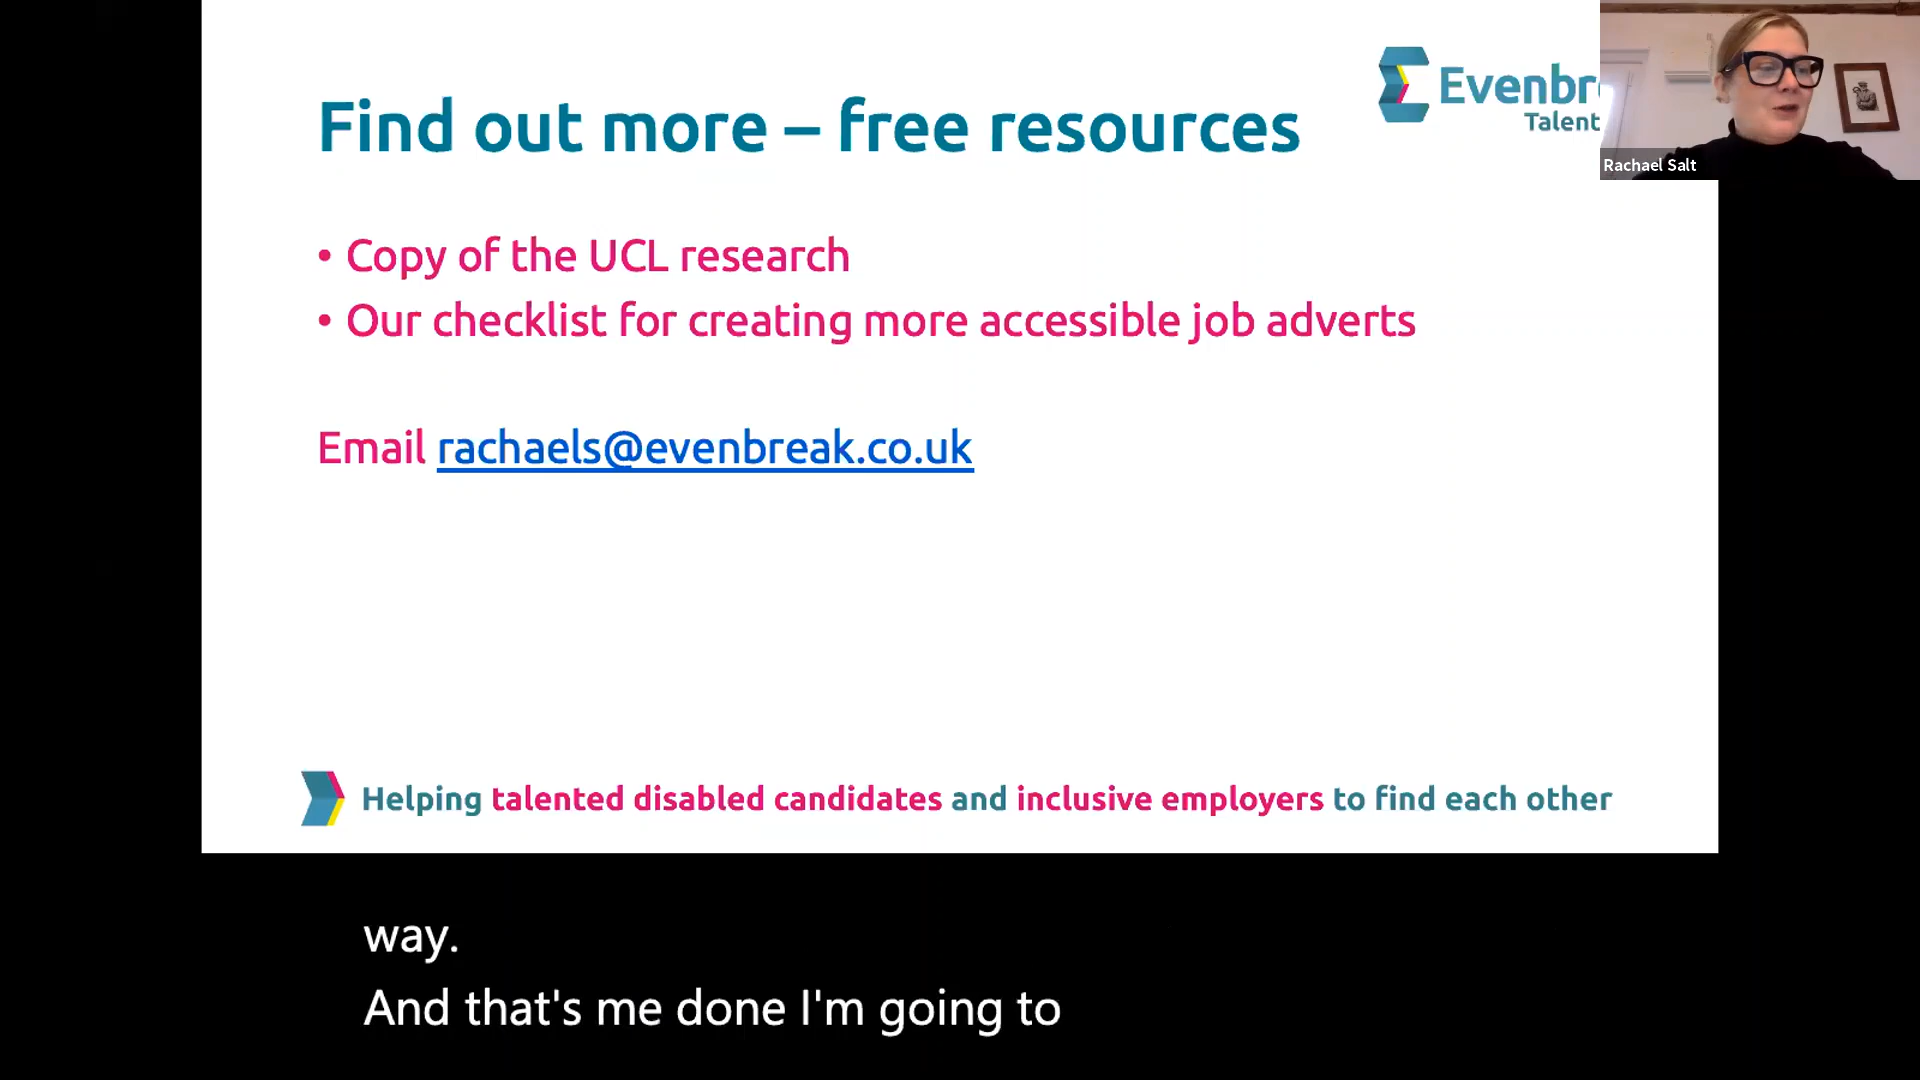 Find out more – free resources
Evenbr
Talent
Rachael Salt
• Copy of the UCL research
• Our checklist for creating more accessible job adverts
Email rachaels@evenbreak.co.uk
Helping talented disabled candidates and inclusive employers to find each other
way.
And that's me done I'm going to